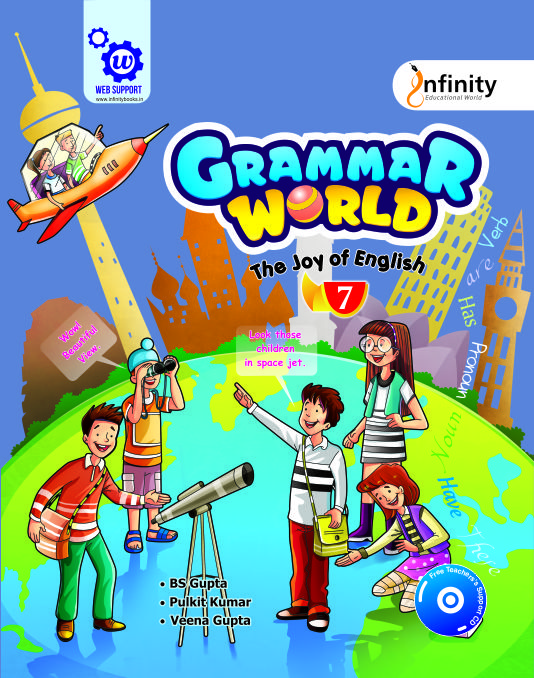 w
WEB SUPPORT
www.infinitybooks.in
infinity
Educational World
GRAMMAR
WORLD
The Joy of English
7
Wow!
Beautiful
View
Look those
children
in space jet.
Verb
are
Has
Pronoun
Noun
Have
There
• BS Gupta
• Pulkit Kumar
• Veena Gupta
Free Teacher's Support CD